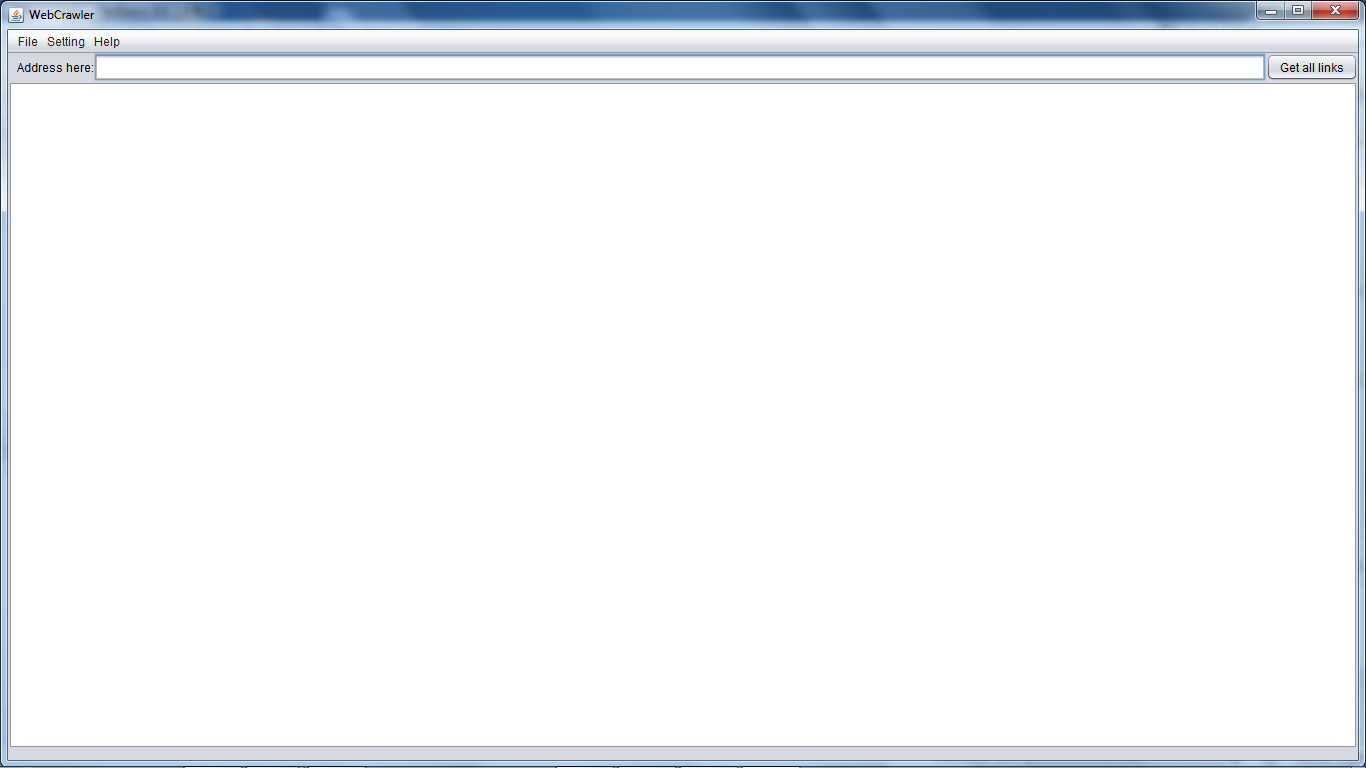 WebCrawler
File Setting Help
Address here: Get all links